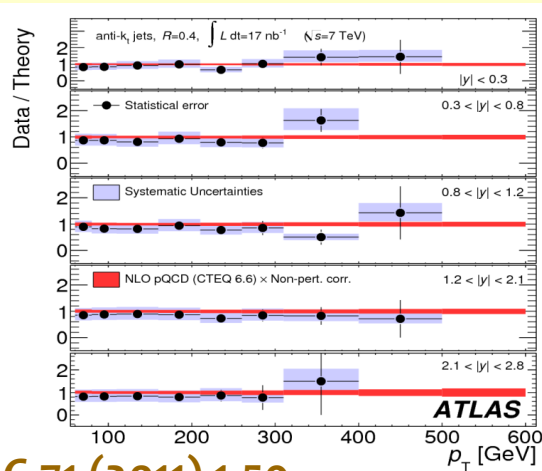 Data / Theory
anti-kt jets, R=0.4, ∫ L dt=17 nb-1 (√s=7 TeV)
2
1
0
|y| < 0.3
Statistical error
0.3 < |y| < 0.8
2
1
0
Systematic Uncertainties
0.8 < |y| < 1.2
2
1
0
NLO pQCD (CTEQ 6.6) × Non-pert. corr.
1.2 < |y| < 2.1
2
1
0
2.1 < |y| < 2.8
2
1
0
ATLAS
100 200 300 400 500 600
pT [GeV]